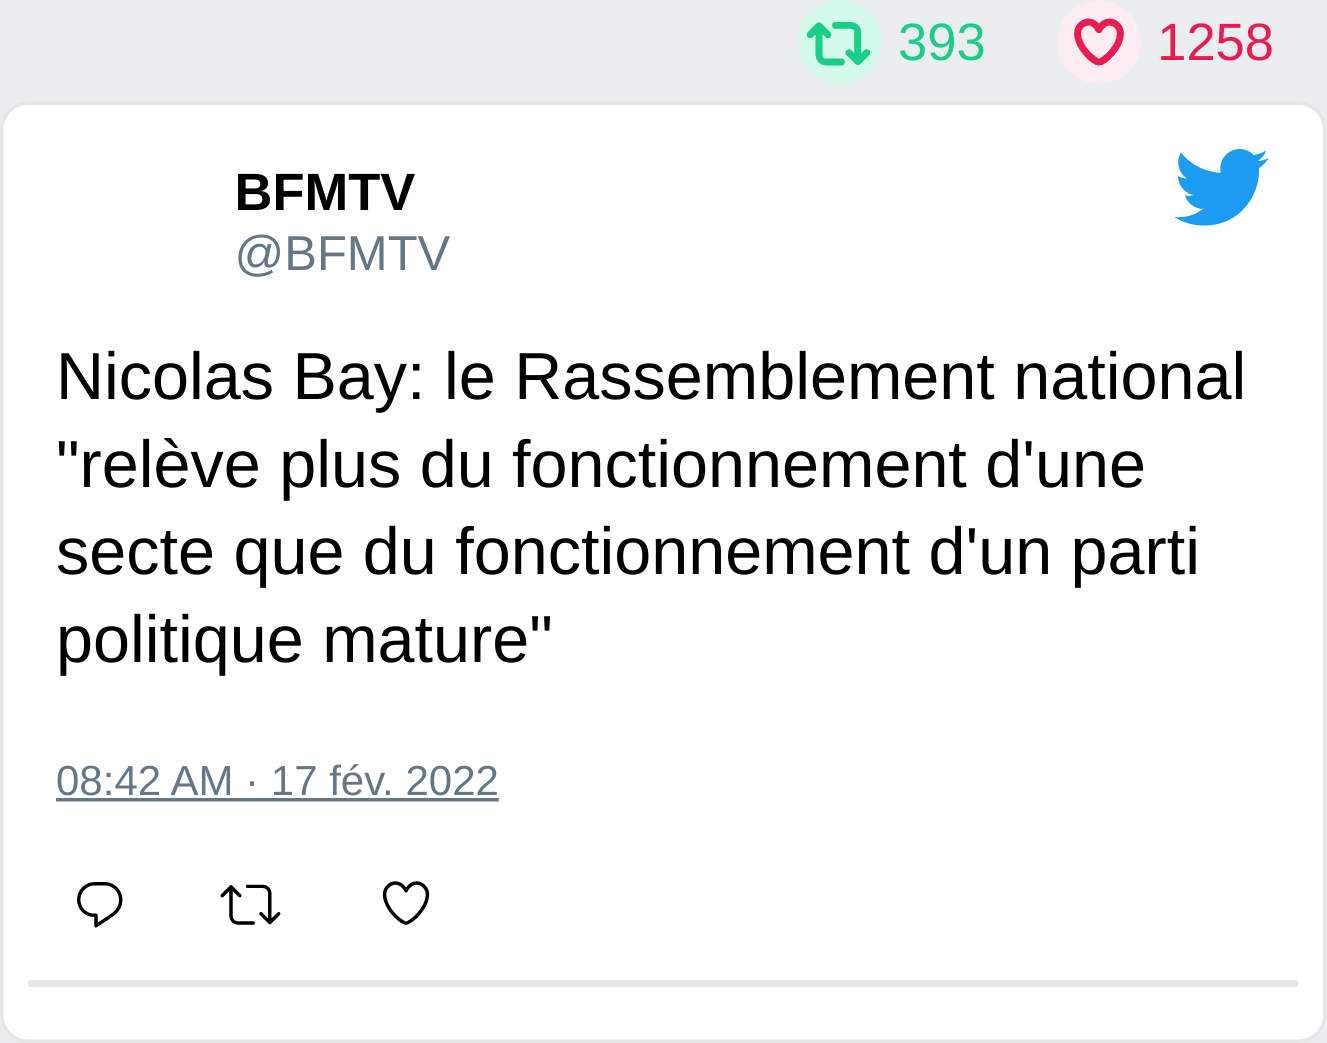 393 1258
BFMTV
@BFMTV
Nicolas Bay: le Rassemblement national
"relève plus du fonctionnement d'une
secte que du fonctionnement d'un parti
politique mature"
08:42 AM · 17 fév. 2022